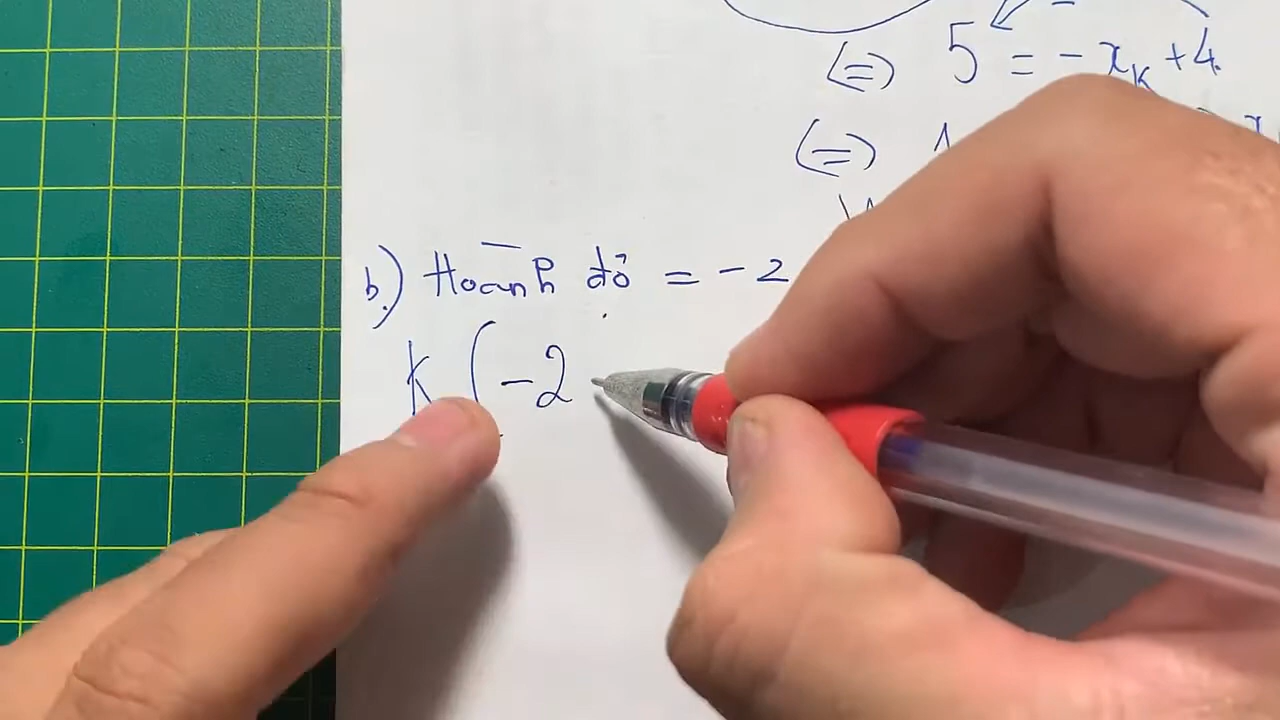 (=) 5 = - x_K + 4
(=)
b.) Hoành độ = -2
K ( -2